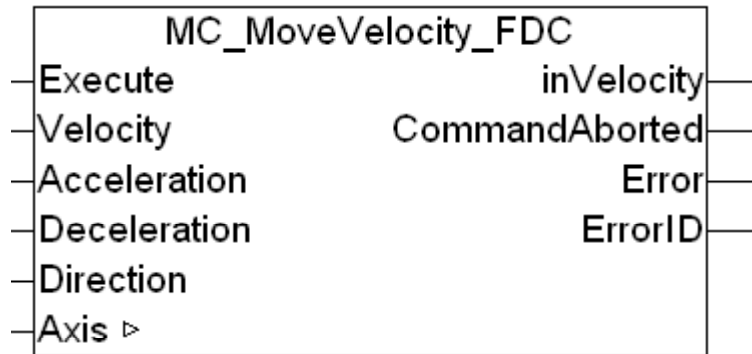 MC_MoveVelocity_FDC
Execute inVelocity
Velocity CommandAborted
Acceleration Error
Deceleration ErrorID
Direction
Axis ▷